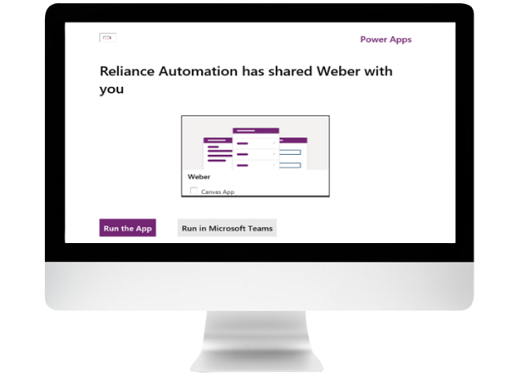 Power Apps
Reliance Automation has shared Weber with
you
Weber
Canvas App
Run the App
Run in Microsoft Teams